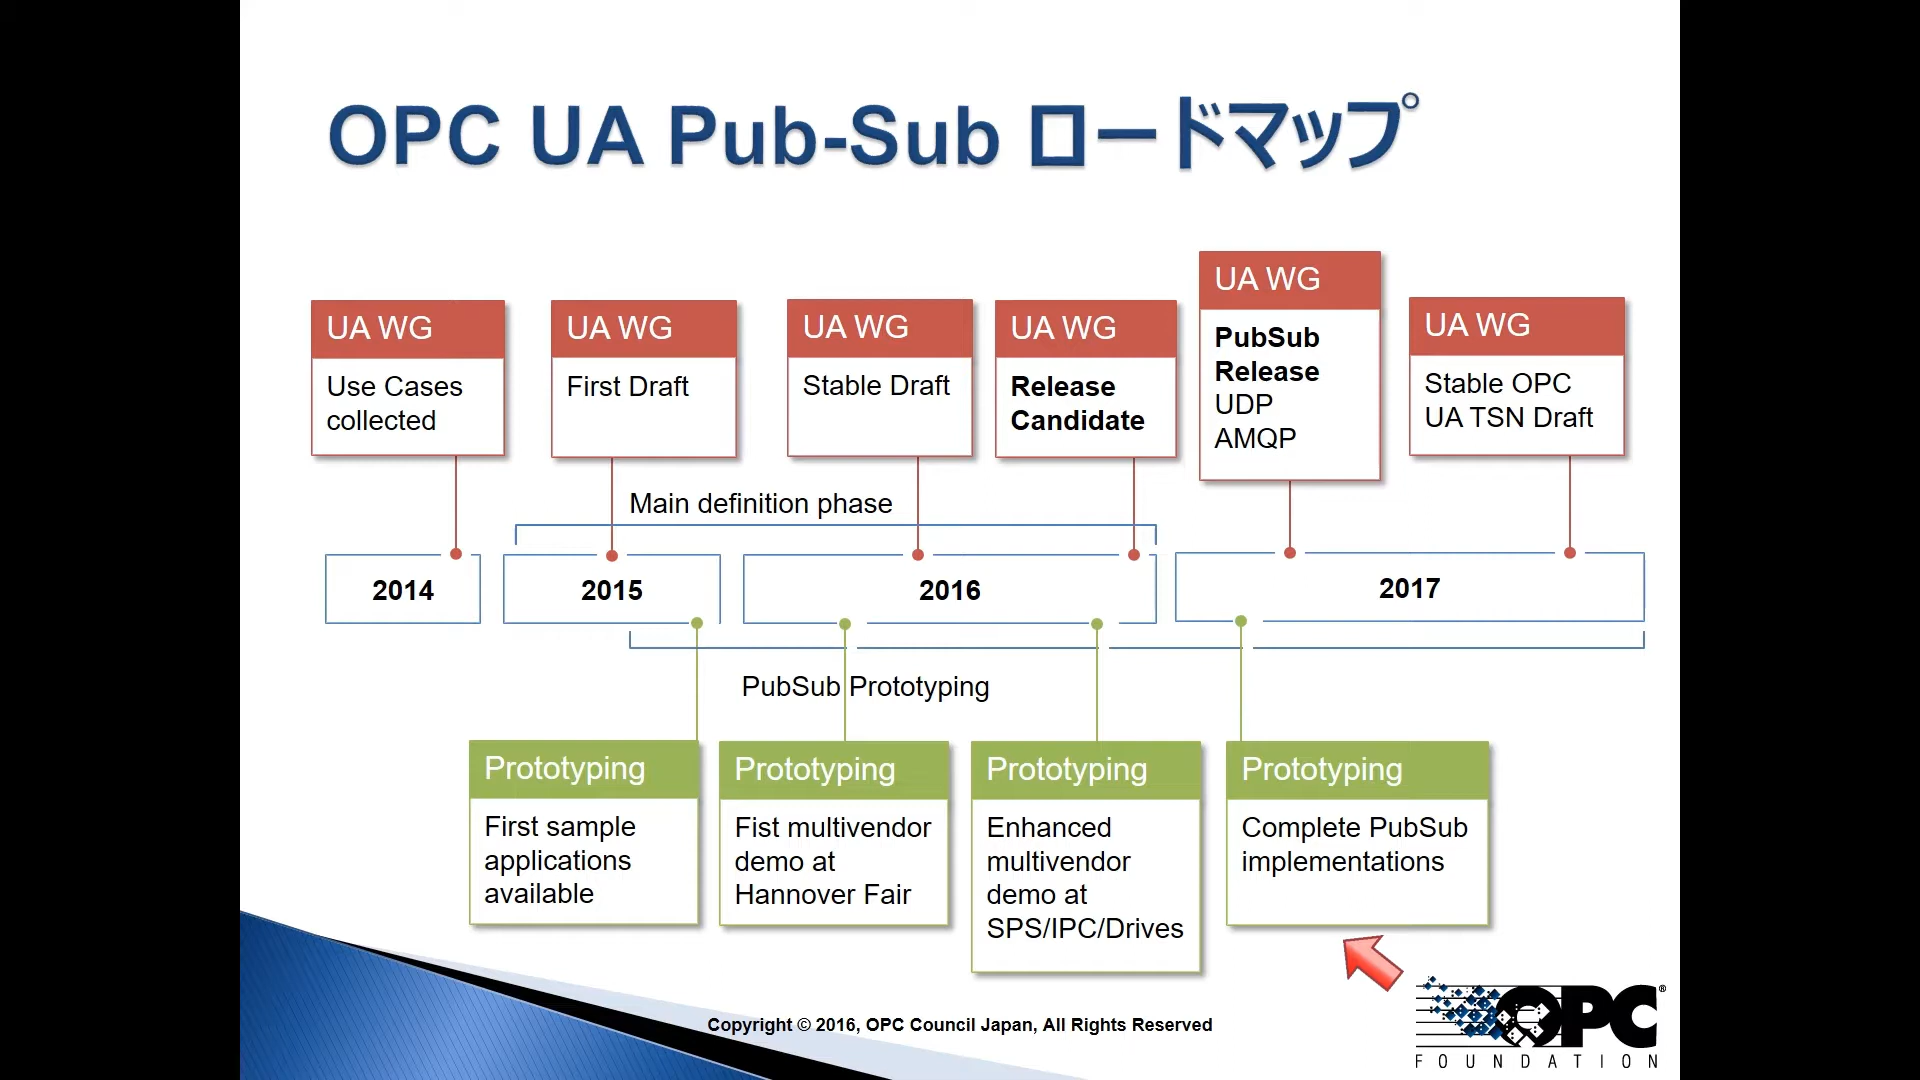 OPC UA Pub-Sub ロードマップ
UA WG
Use Cases
collected
UA WG
First Draft
UA WG
Stable Draft
UA WG
Release
Candidate
UA WG
PubSub
Release
UDP
AMQP
UA WG
Stable OPC
UA TSN Draft
Main definition phase
2014
2015
2016
2017
PubSub Prototyping
Prototyping
First sample
applications
available
Prototyping
Fist multivendor
demo at
Hannover Fair
Prototyping
Enhanced
multivendor
demo at
SPS/IPC/Drives
Prototyping
Complete PubSub
implementations
Copyright © 2016, OPC Council Japan, All Rights Reserved
OPC®
FOUNDATION